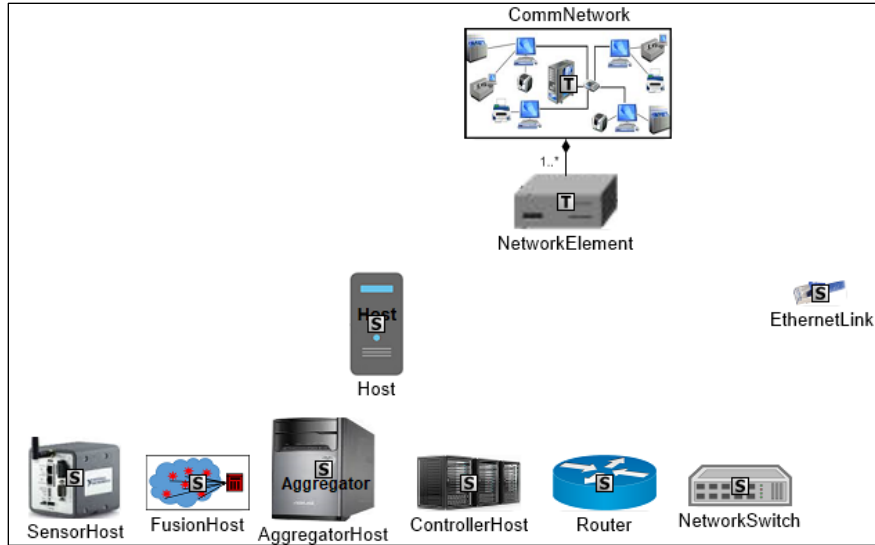 CommNetwork
T
1..*
T
NetworkElement
Host
S
Host
S
EthernetLink
S
SensorHost
S
FusionHost
S
Aggregator
AggregatorHost
S
ControllerHost
S
Router
S
NetworkSwitch